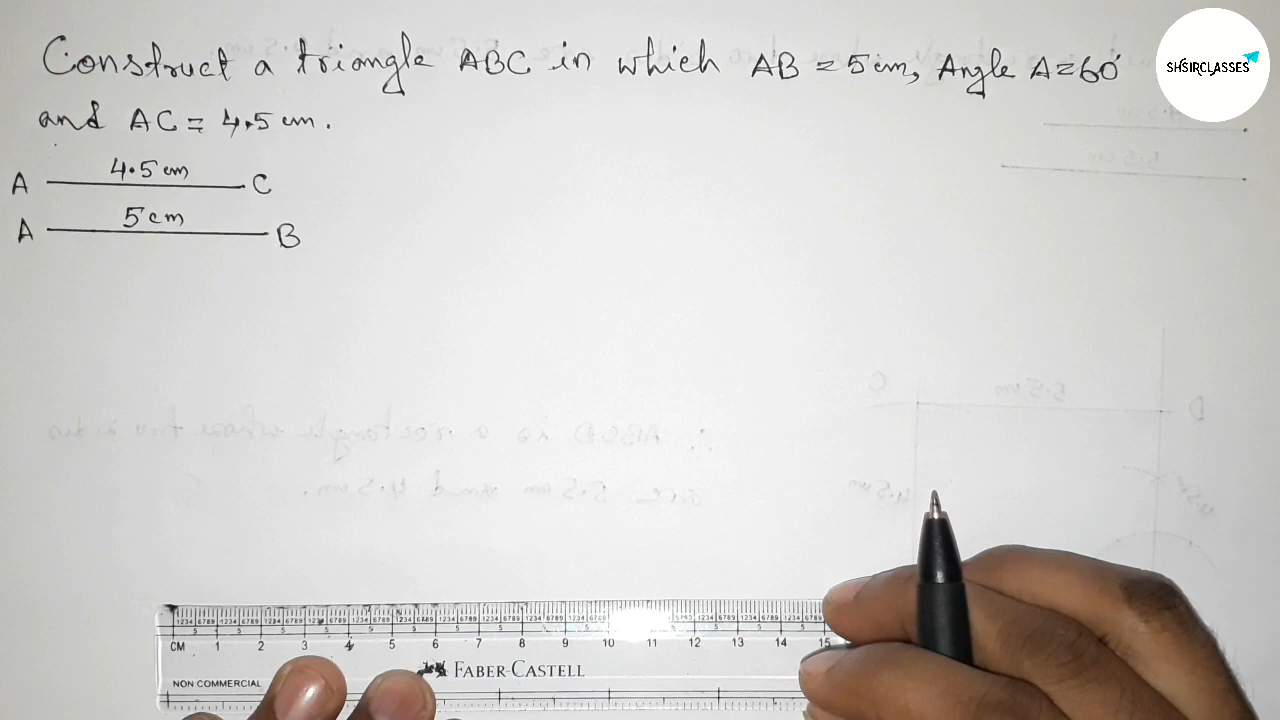 Construct a triangle ABC in which AB = 5cm, Angle A=60°
and AC = 4.5 cm.
SHSIRCLASSES
A 4.5 cm C
A 5 cm B
CM 1 2 3 4 5 6 7 8 9 10 11 12 13 14 15
FABER-CASTELL
NON COMMERCIAL